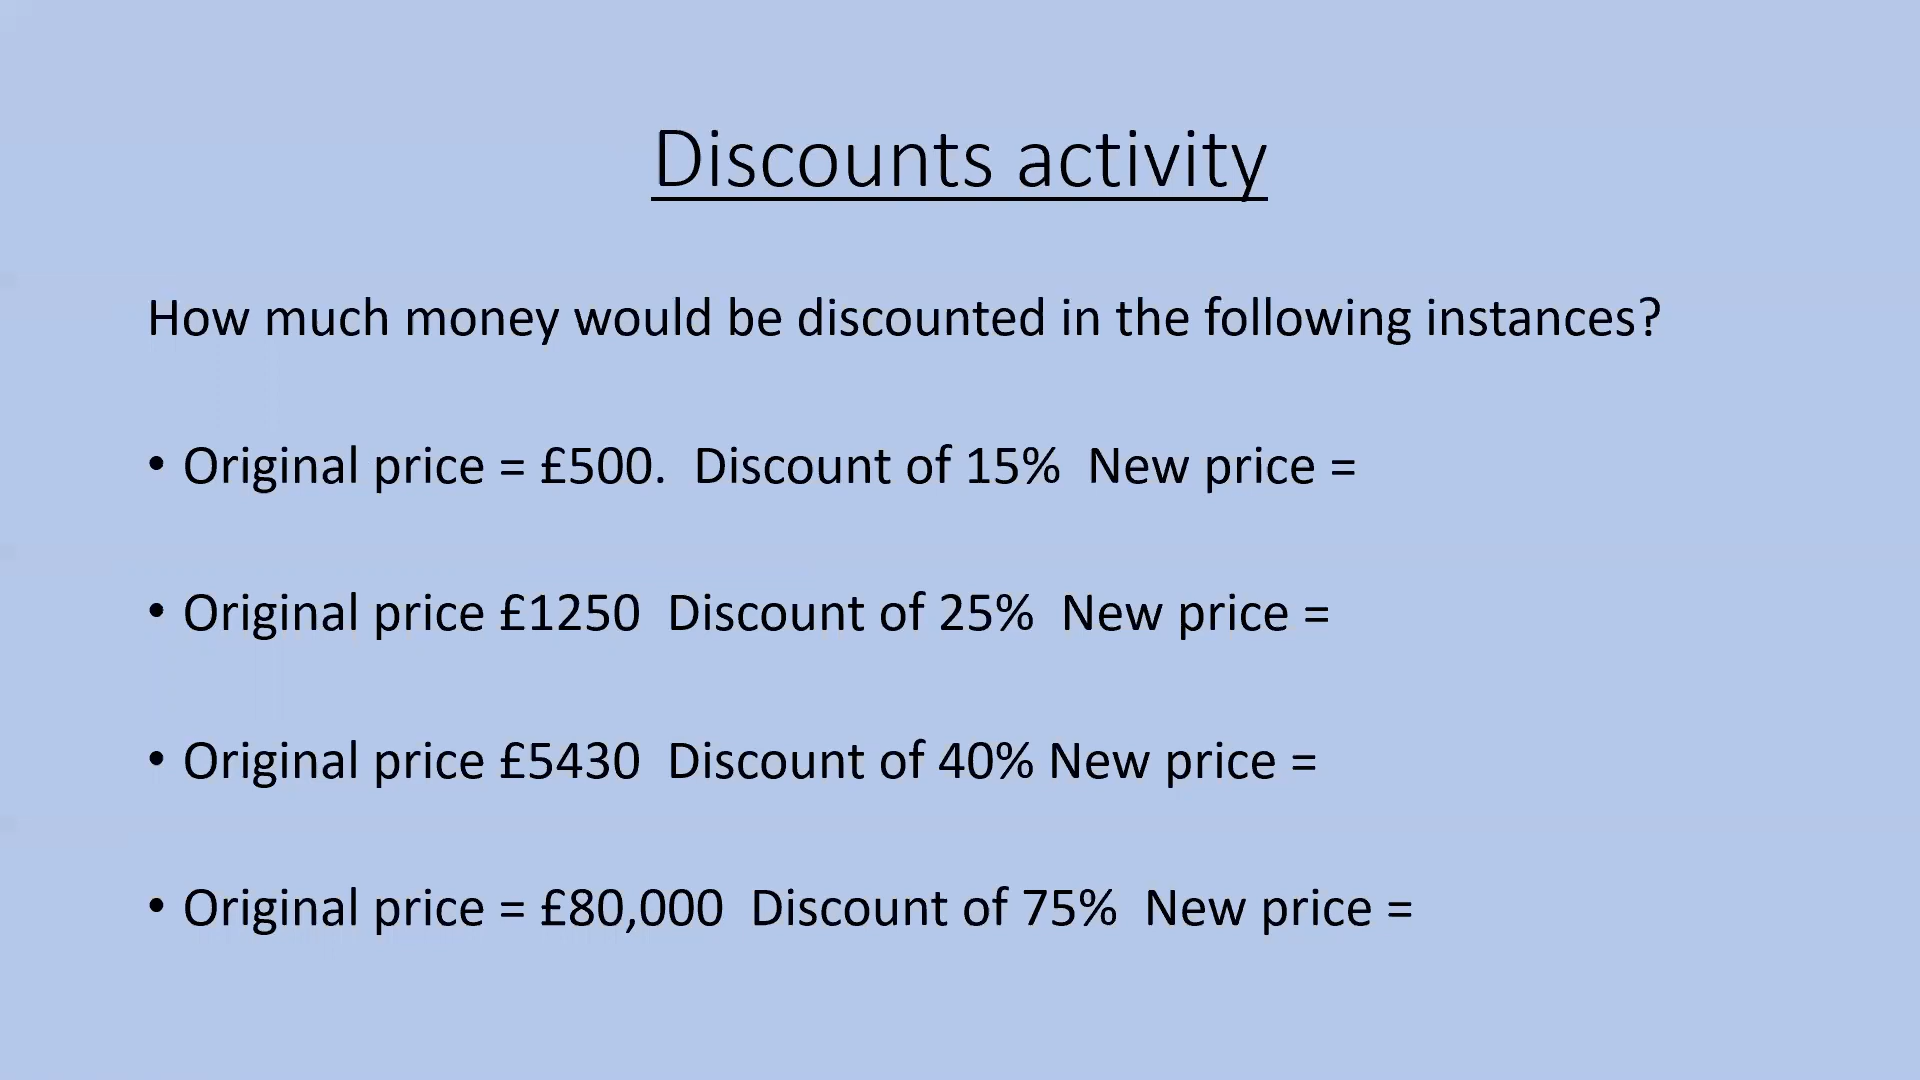 Discounts activity
How much money would be discounted in the following instances?
• Original price = £500.  Discount of 15%  New price =
• Original price £1250  Discount of 25%  New price =
• Original price £5430  Discount of 40% New price =
• Original price = £80,000  Discount of 75%  New price =